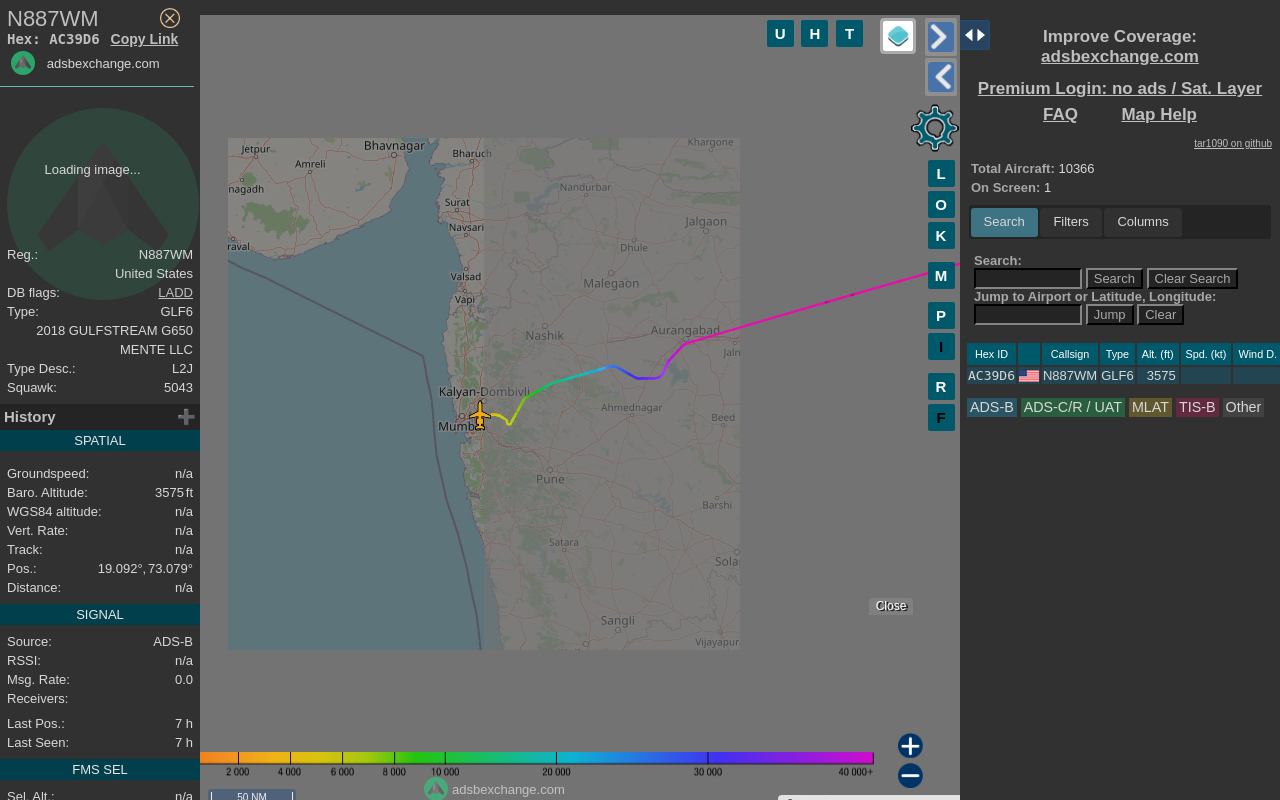 N887WM
Hex: AC39D6 Copy Link
adsbexchange.com
Loading image...
Reg.: N887WM
United States
DB flags: LADD
Type: GLF6
2018 GULFSTREAM G650
MENTE LLC
Type Desc.: L2J
Squawk: 5043
History
SPATIAL
Groundspeed: n/a
Baro. Altitude: 3575 ft
WGS84 altitude: n/a
Vert. Rate: n/a
Track: n/a
Pos.: 19.092°, 73.079°
Distance: n/a
SIGNAL
Source: ADS-B
RSSI: n/a
Msg. Rate: 0.0
Receivers:
Last Pos.: 7 h
Last Seen: 7 h
FMS SEL
Sel. Alt.: n/a
U H T
L
O
K
M
P
I
R
F
Jetpur
Bhavnagar
Amreli
Bharuch
Khargone
nagadh
Nandurbar
Surat
Jalgaon
Navsari
raval
Dhule
Valsad
Malegaon
Vapi
Nashik
Aurangabad
Jaln
Kalyan-Dombivli
Ahmednagar
Mumba
Beed
Pune
Barshi
Satara
Sola
Sangli
Vijayapur
Close
2 000 4 000 6 000 8 000 10 000 20 000 30 000 40 000+
adsbexchange.com
50 NM
Improve Coverage:
adsbexchange.com
Premium Login: no ads / Sat. Layer
FAQ Map Help
tar1090 on github
Total Aircraft: 10366
On Screen: 1
Search Filters Columns
Search:
Search Clear Search
Jump to Airport or Latitude, Longitude:
Jump Clear
Hex ID Callsign Type Alt. (ft) Spd. (kt) Wind D.
AC39D6 N887WM GLF6 3575
ADS-B ADS-C/R / UAT MLAT TIS-B Other